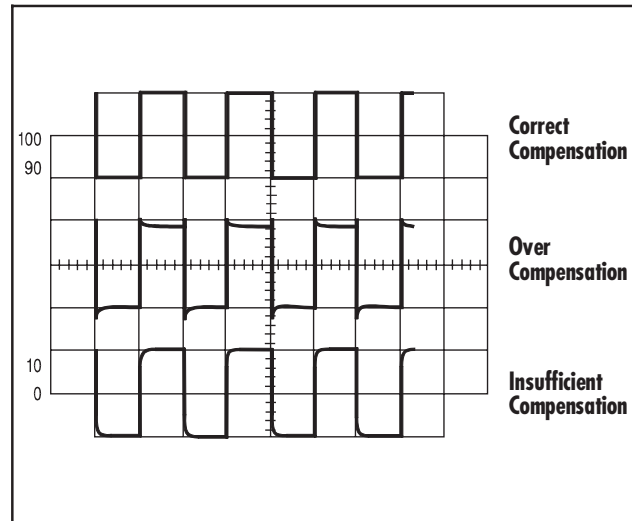 100
90
10
0
Correct
Compensation
Over
Compensation
Insufficient
Compensation